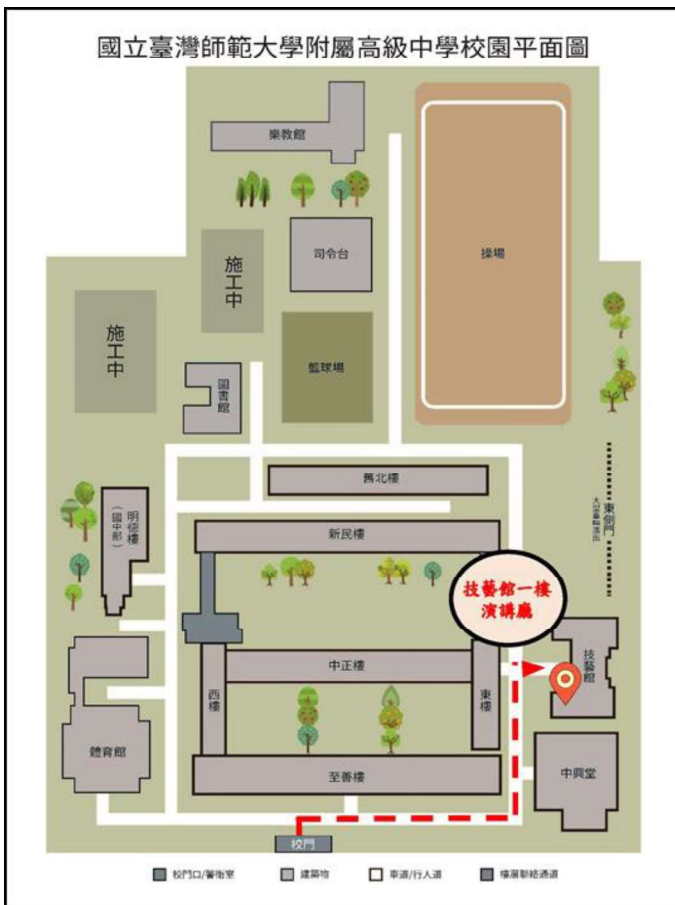 國立臺灣師範大學附屬高級中學校園平面圖
樂教館
司令台
操場
施工中
施工中
籃球場
圖書館
舊北樓
明德樓
(國中部)
新民樓
東側門
技藝館一樓
演講廳
技藝館
中正樓
西樓
東樓
體育館
中興堂
至善樓
校門
校門口/警衛室
建築物
車道/行人道
樓層聯絡通道